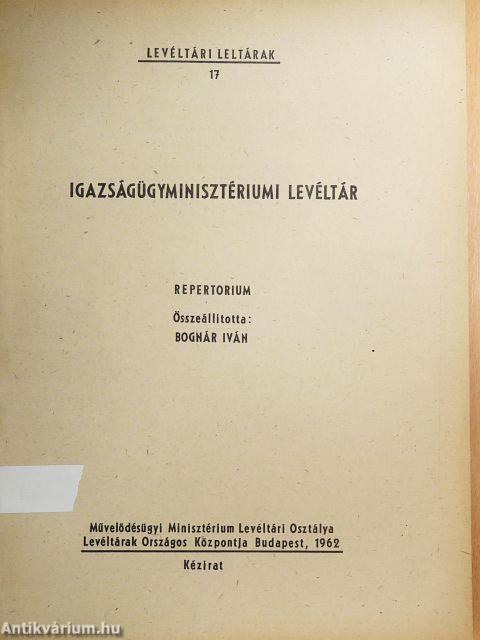 LEVÉLTÁRI LELTÁRAK
17
IGAZSÁGÜGYMINISZTÉRIUMI LEVÉLTÁR
REPERTORIUM
Összeállitotta:
BOGNÁR IVÁN
Művelődésügyi Minisztérium Levéltári Osztálya
Levéltárak Országos Központja Budapest, 1962
Kézirat
Antikvárium.hu